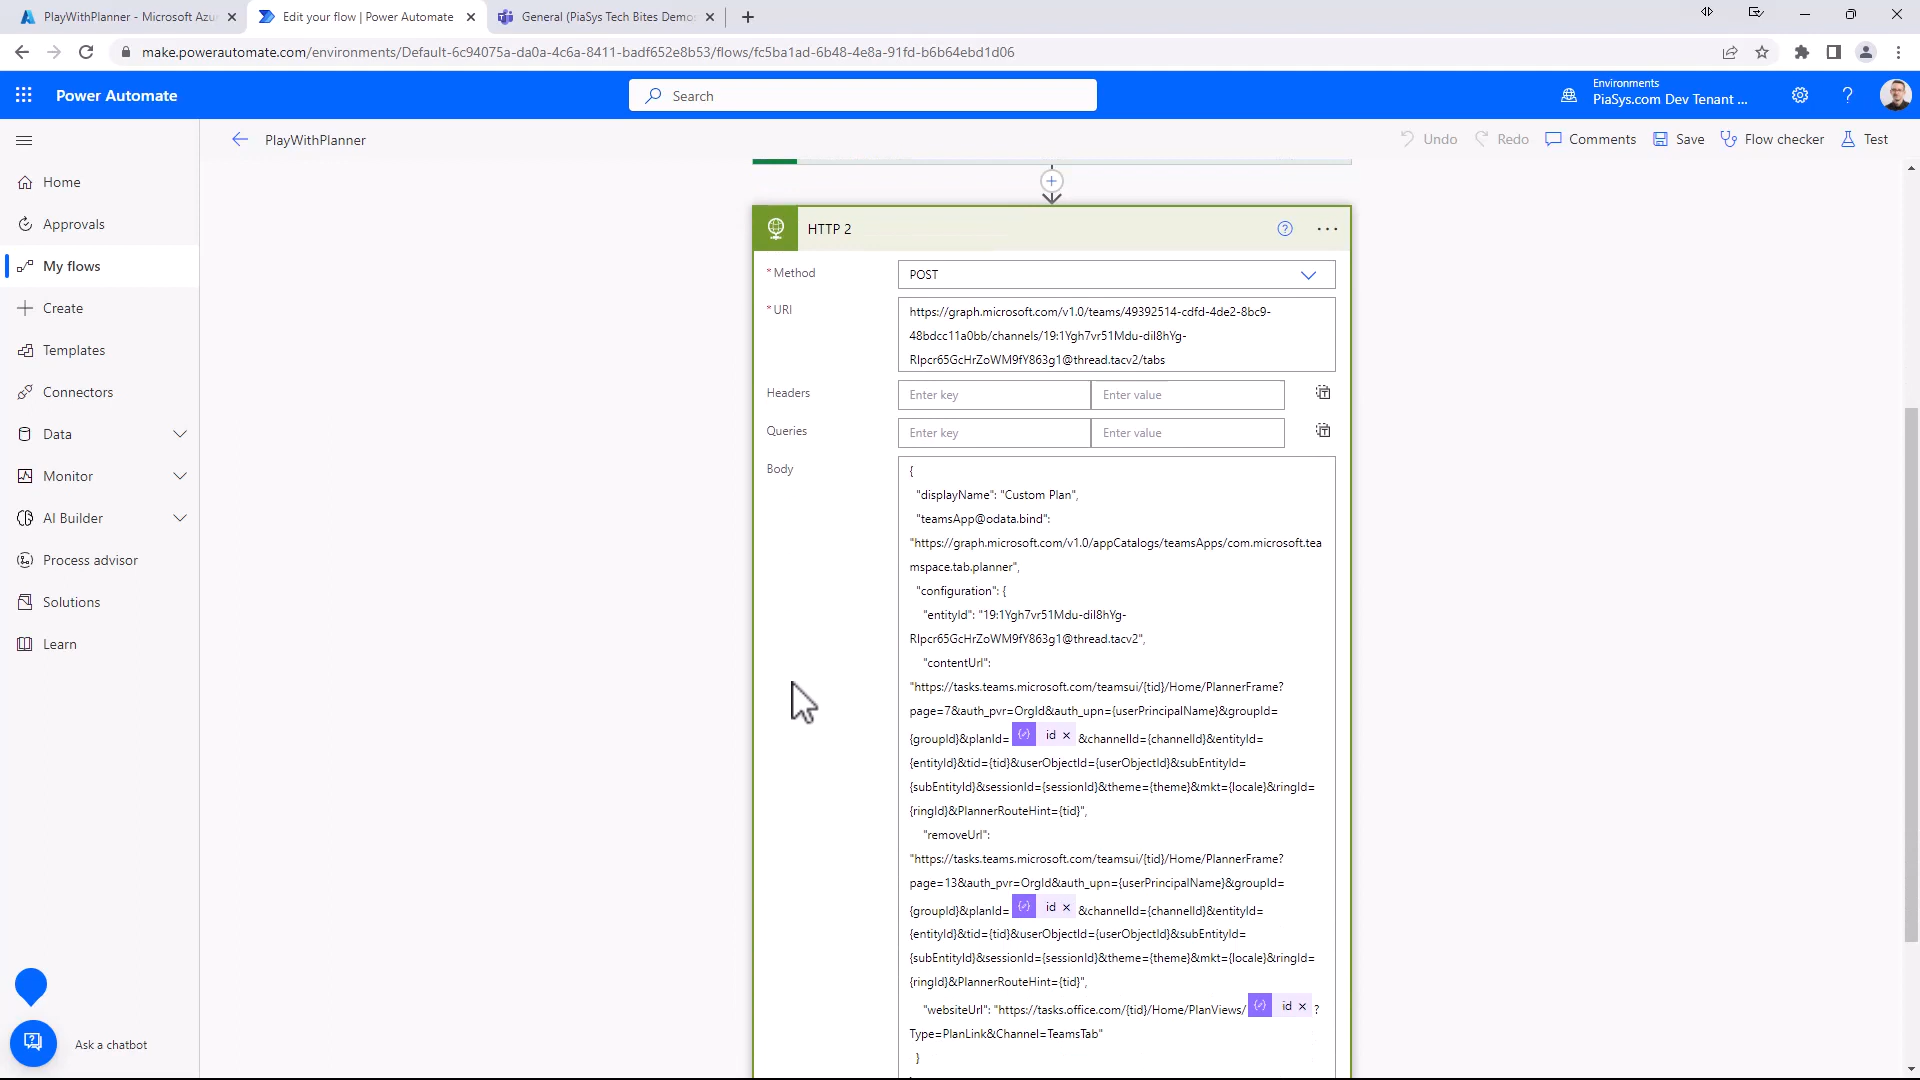 PlayWithPlanner - Microsoft Azu
Edit your flow | Power Automate
General (PiaSys Tech Bites Demo
make.powerautomate.com/environments/Default-6c94075a-da0a-4c6a-8411-badf652e8b53/flows/fc5ba1ad-6b48-4e8a-91fd-b6b64ebd1d06
Power Automate
Search
Environments
PiaSys.com Dev Tenant ...
PlayWithPlanner
Undo
Redo
Comments
Save
Flow checker
Test
Home
Approvals
My flows
Create
Templates
Connectors
Data
Monitor
AI Builder
Process advisor
Solutions
Learn
Ask a chatbot
HTTP 2
* Method
POST
* URI
https://graph.microsoft.com/v1.0/teams/49392514-cdfd-4de2-8bc9-
48bdcc11a0bb/channels/19:1Ygh7vr51Mdu-dil8hYg-
RIpcr65GcHrZoWM9fY863g1@thread.tacv2/tabs
Headers
Enter key
Enter value
Queries
Enter key
Enter value
Body
{
"displayName": "Custom Plan",
"teamsApp@odata.bind":
"https://graph.microsoft.com/v1.0/appCatalogs/teamsApps/com.microsoft.tea
mspace.tab.planner",
"configuration": {
"entityId": "19:1Ygh7vr51Mdu-dil8hYg-
RIpcr65GcHrZoWM9fY863g1@thread.tacv2",
"contentUrl":
"https://tasks.teams.microsoft.com/teamsui/{tid}/Home/PlannerFrame?
page=7&auth_pvr=OrgId&auth_upn={userPrincipalName}&groupId=
{groupId}&planId= id &channelId={channelId}&entityId=
{entityId}&tid={tid}&userObjectId={userObjectId}&subEntityId=
{subEntityId}&sessionId={sessionId}&theme={theme}&mkt={locale}&ringId=
{ringId}&PlannerRouteHint={tid}",
"removeUrl":
"https://tasks.teams.microsoft.com/teamsui/{tid}/Home/PlannerFrame?
page=13&auth_pvr=OrgId&auth_upn={userPrincipalName}&groupId=
{groupId}&planId= id &channelId={channelId}&entityId=
{entityId}&tid={tid}&userObjectId={userObjectId}&subEntityId=
{subEntityId}&sessionId={sessionId}&theme={theme}&mkt={locale}&ringId=
{ringId}&PlannerRouteHint={tid}",
"websiteUrl": "https://tasks.office.com/{tid}/Home/PlanViews/ id ?
Type=PlanLink&Channel=TeamsTab"
}